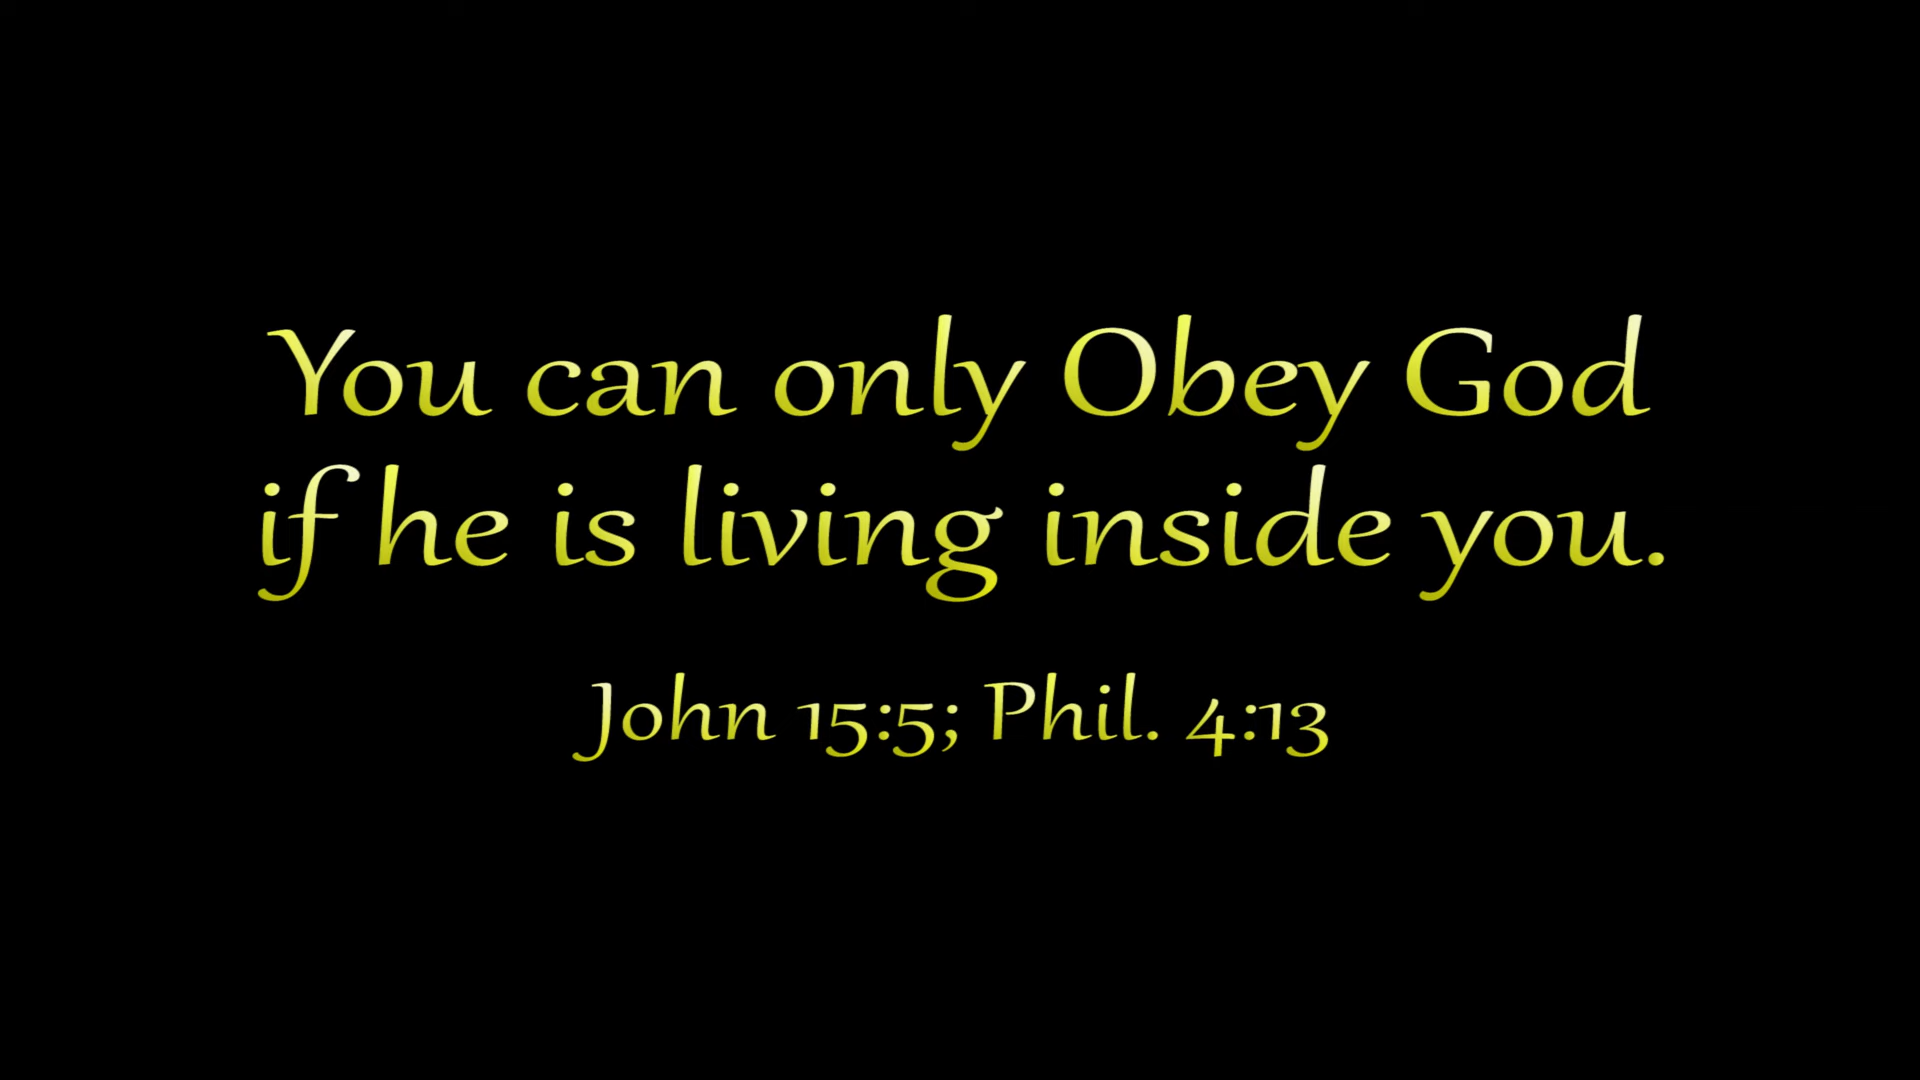 You can only Obey God
if he is living inside you.
John 15:5; Phil. 4:13